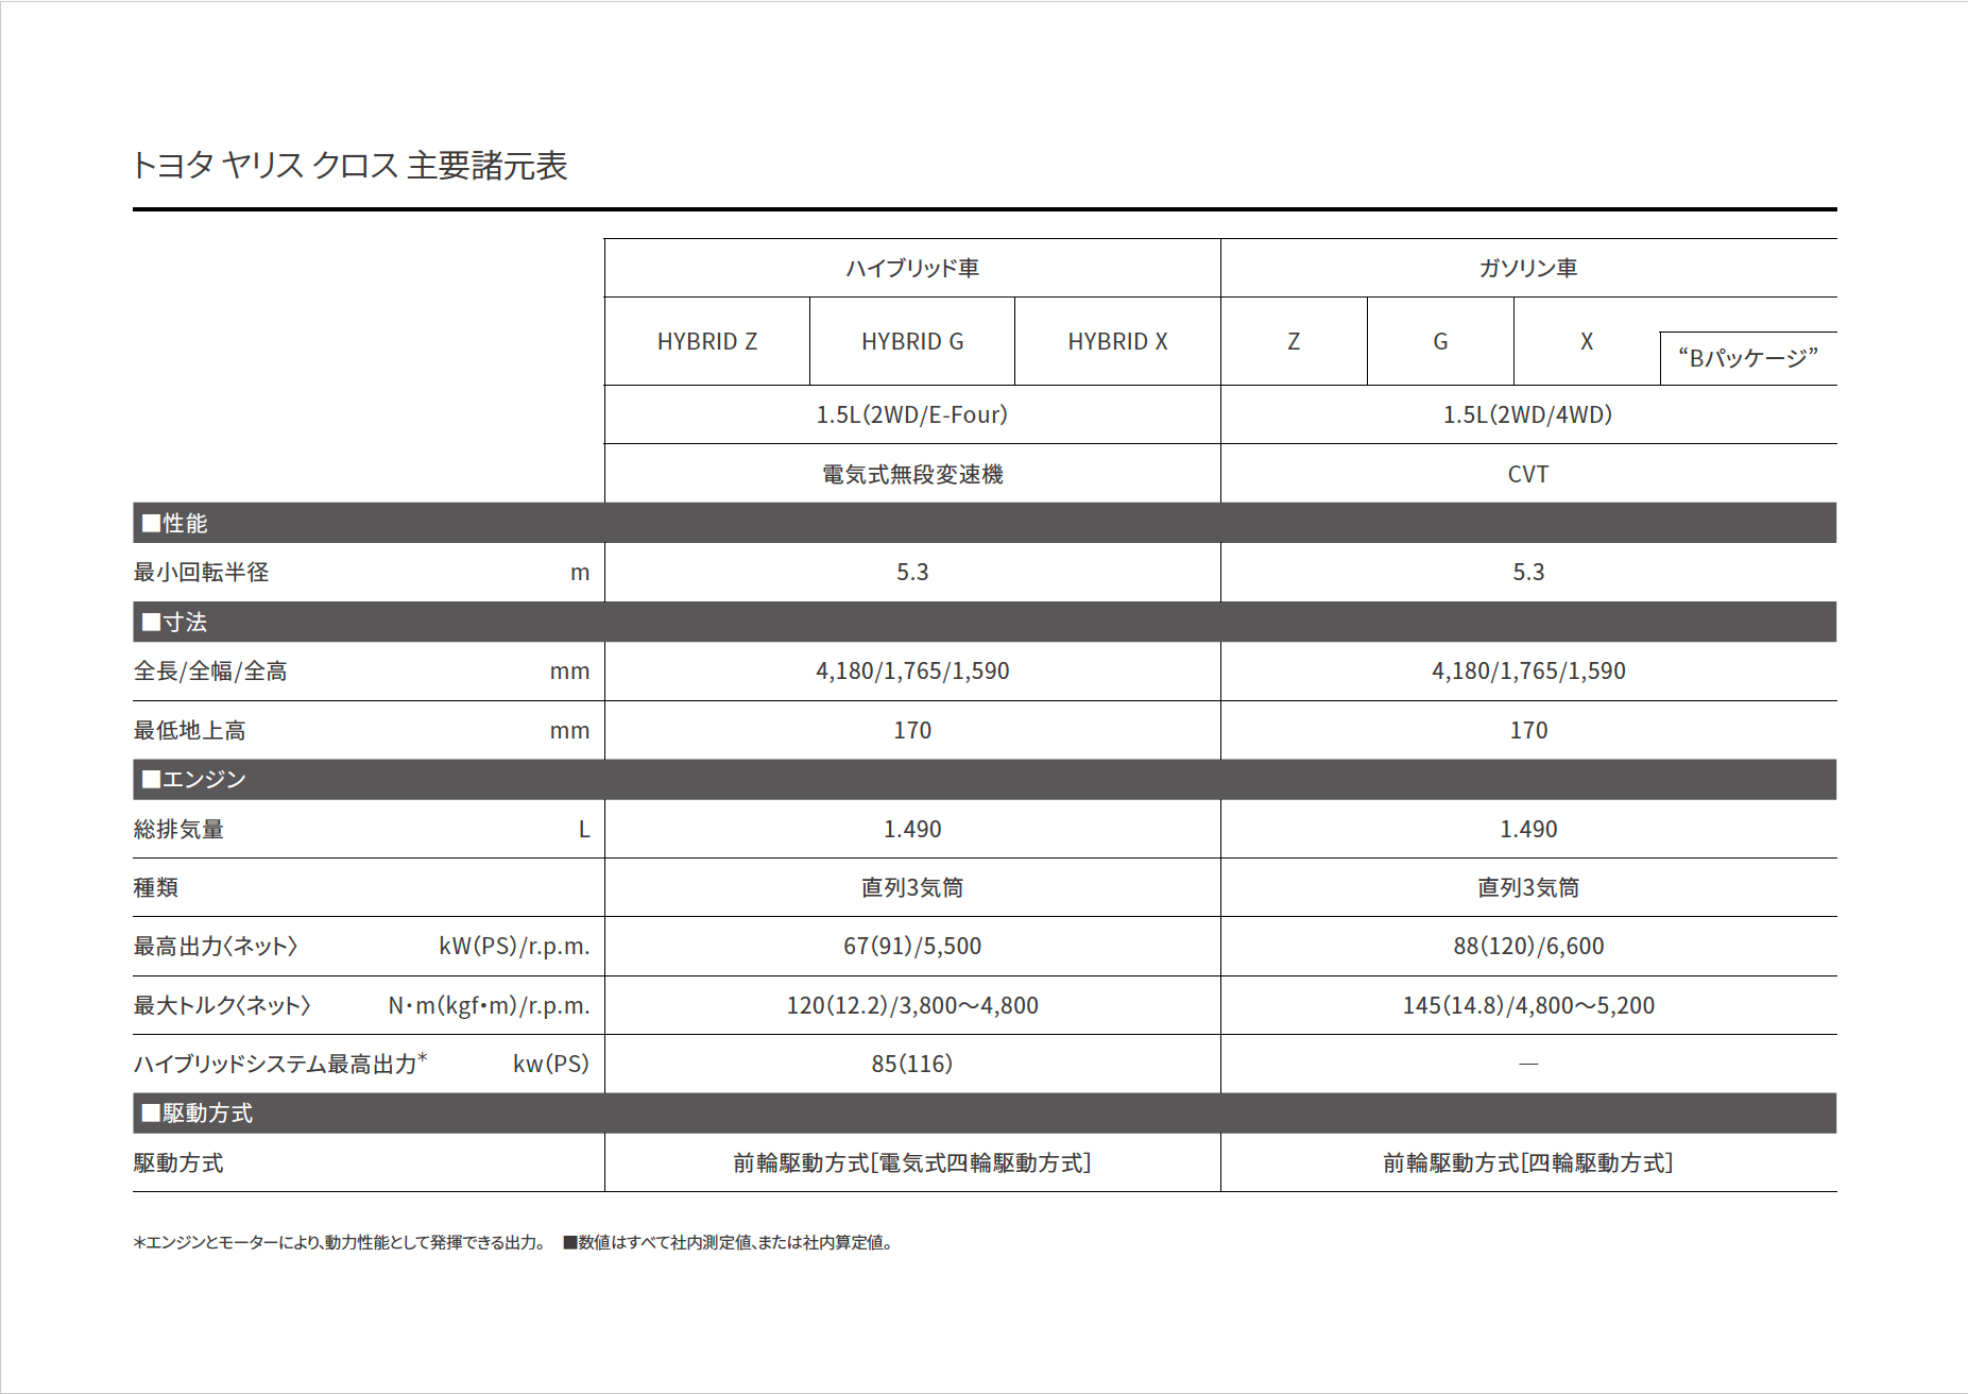 トヨタ ヤリス クロス 主要諸元表
ハイブリッド車 ガソリン車
HYBRID Z HYBRID G HYBRID X Z G X “Bパッケージ”
1.5L(2WD/E-Four) 1.5L(2WD/4WD)
電気式無段変速機 CVT
■性能
最小回転半径 m 5.3 5.3
■寸法
全長/全幅/全高 mm 4,180/1,765/1,590 4,180/1,765/1,590
最低地上高 mm 170 170
■エンジン
総排気量 L 1.490 1.490
種類 直列3気筒 直列3気筒
最高出力〈ネット〉 kW(PS)/r.p.m. 67(91)/5,500 88(120)/6,600
最大トルク〈ネット〉 N・m(kgf・m)/r.p.m. 120(12.2)/3,800〜4,800 145(14.8)/4,800〜5,200
ハイブリッドシステム最高出力＊ kw(PS) 85(116) —
■駆動方式
駆動方式 前輪駆動方式[電気式四輪駆動方式] 前輪駆動方式[四輪駆動方式]
＊エンジンとモーターにより、動力性能として発揮できる出力。 ■数値はすべて社内測定値、または社内算定値。